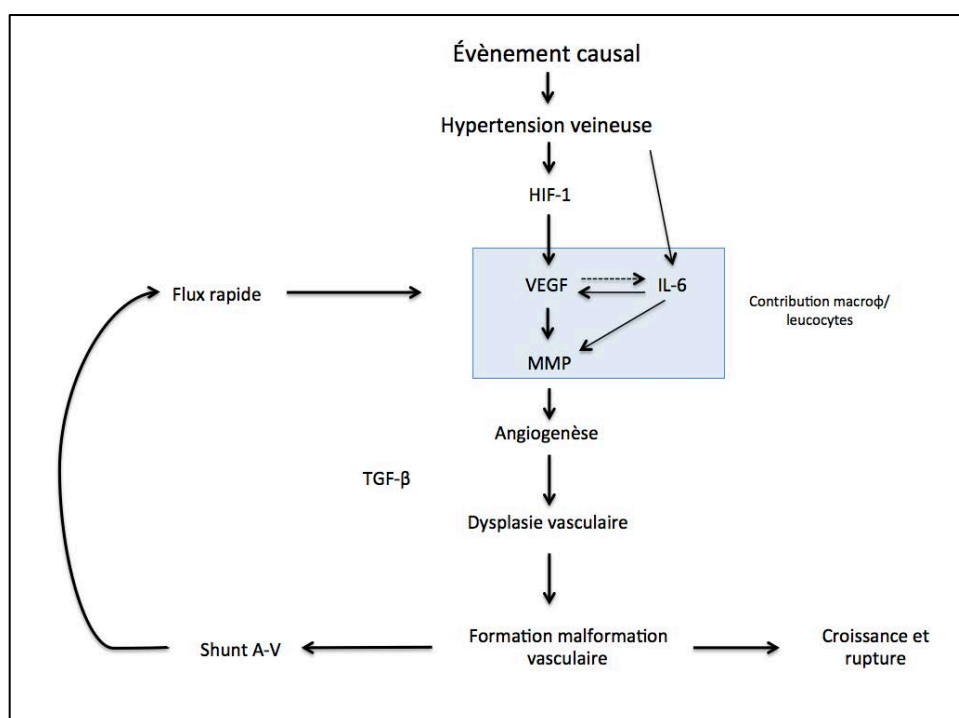 Évènement causal
Hypertension veineuse
HIF-1
VEGF
IL-6
Flux rapide
Contribution macroφ/
leucocytes
MMP
Angiogenèse
TGF-β
Dysplasie vasculaire
Shunt A-V
Formation malformation
vasculaire
Croissance et
rupture